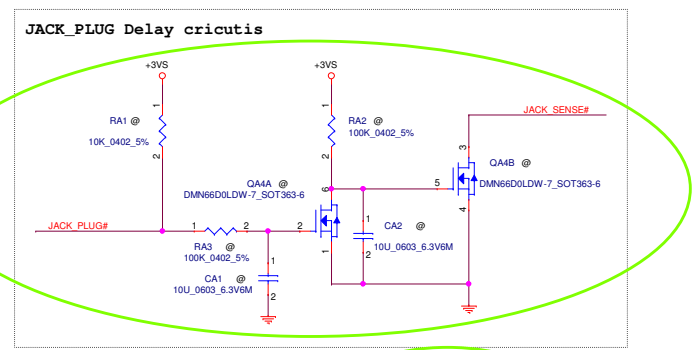 JACK_PLUG Delay cricutis
+3VS
+3VS
1
1
JACK_SENSE#
RA1 @
10K_0402_5%
RA2 @
100K_0402_5%
3
2
2
QA4B @
DMN66D0LDW-7_SOT363-6
QA4A @
DMN66D0LDW-7_SOT363-6
6
5
4
JACK_PLUG#
1
2
2
1
CA2 @
10U_0603_6.3V6M
2
RA3 @
100K_0402_5%
1
1
CA1 @
10U_0603_6.3V6M
2